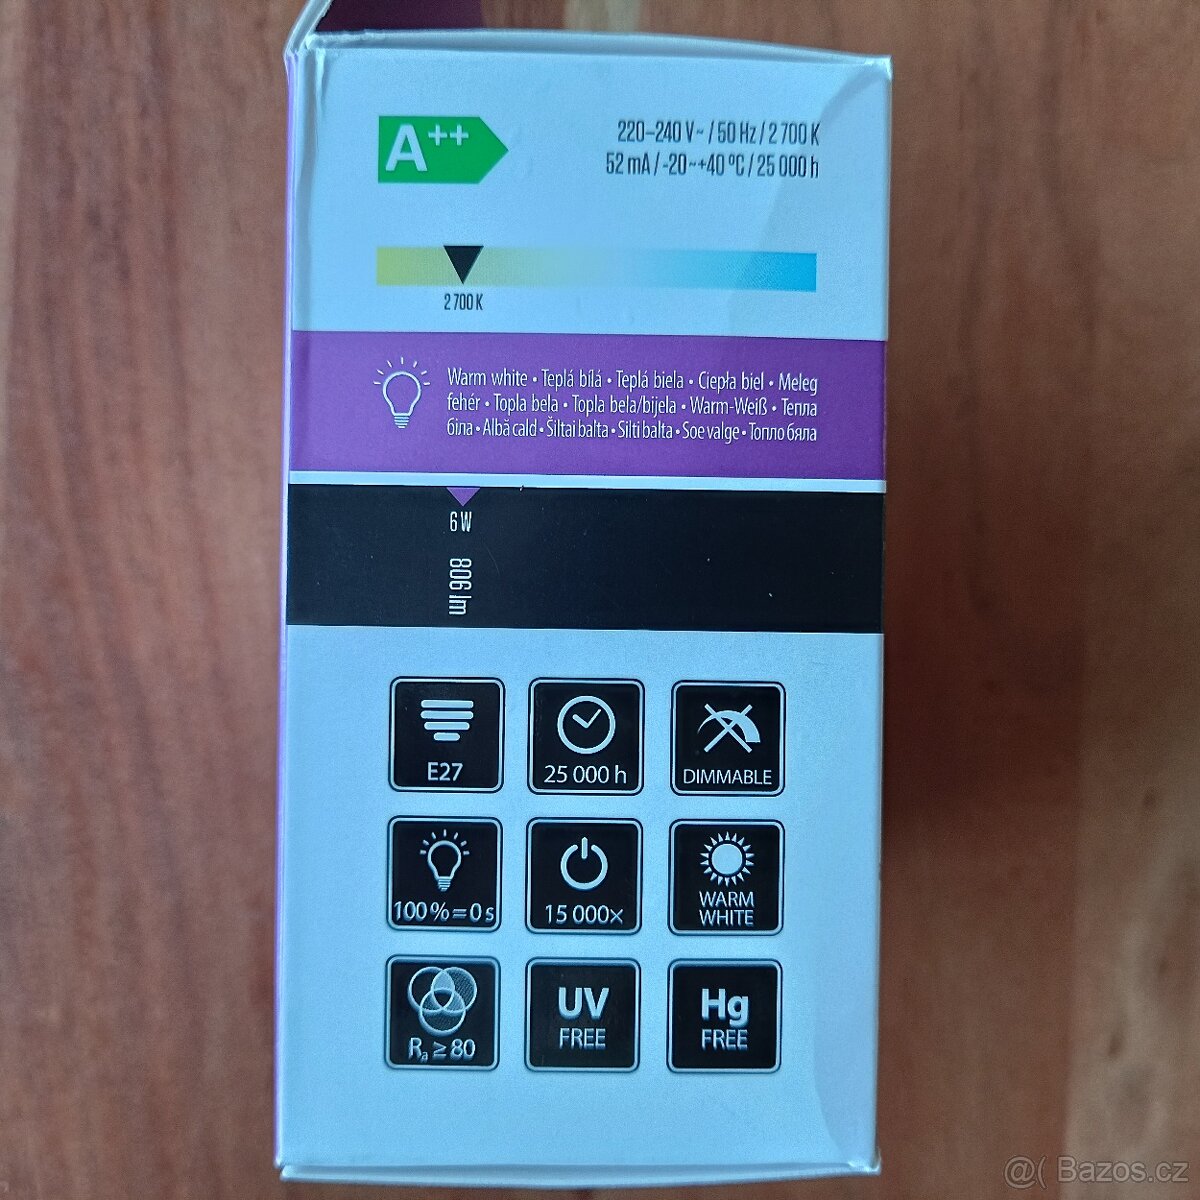 A++
220–240 V~ / 50 Hz / 2 700 K
52 mA / -20~+40 ºC / 25 000 h
2 700 K
Warm white • Teplá bílá • Teplá biela • Ciepła biel • Meleg
fehér • Topla bela • Topla bela/bijela • Warm-Weiß • Тепла
біла • Albă cald • Šiltai balta • Silti balta • Soe valge • Топло бяла
6 W
806 lm
E27
25 000 h
DIMMABLE
100 % = 0 s
15 000x
WARM
WHITE
Ra ≥ 80
UV
FREE
Hg
FREE
@( Bazos.cz